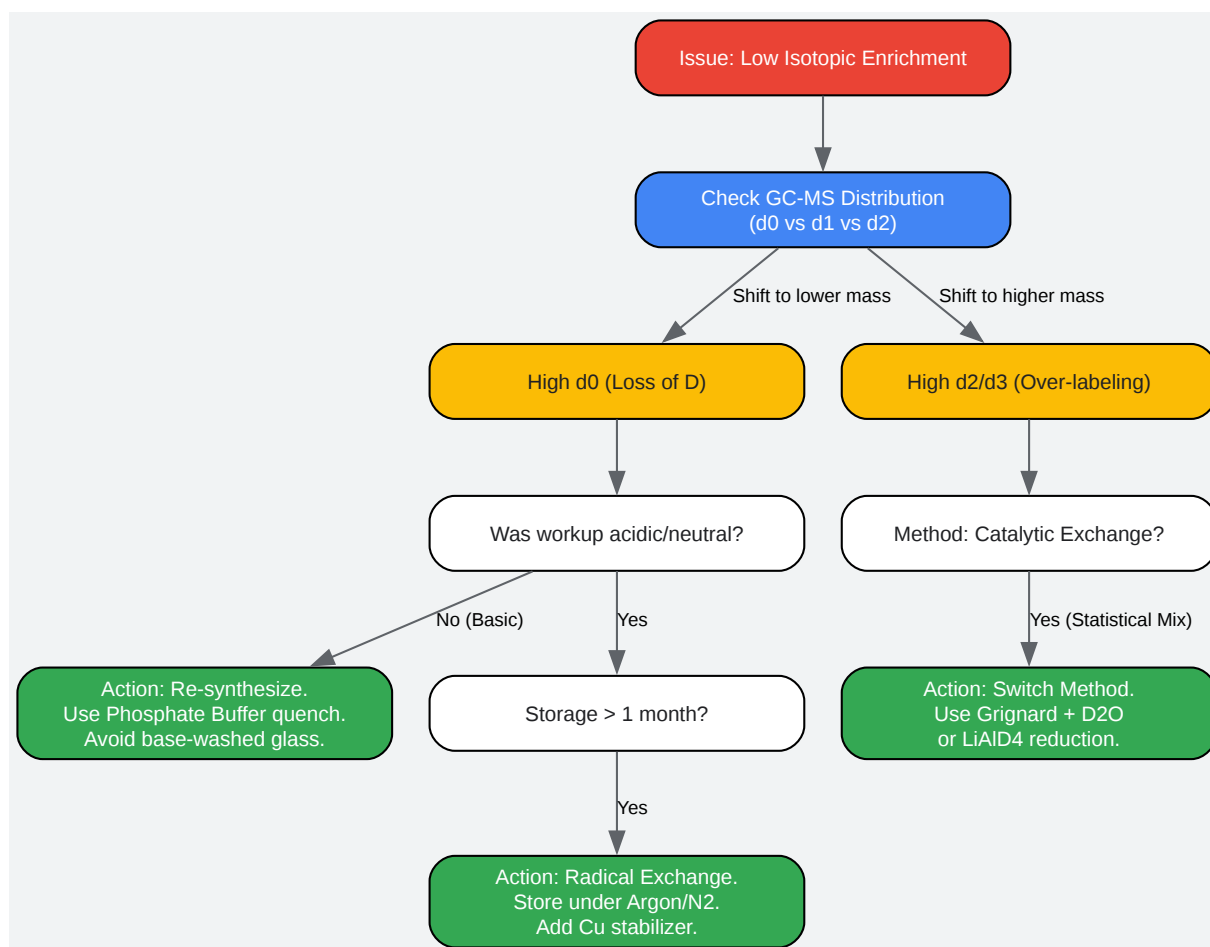 Issue: Low Isotopic Enrichment
Check GC-MS Distribution
(d0 vs d1 vs d2)
Shift to lower mass
Shift to higher mass
High d0 (Loss of D)
High d2/d3 (Over-labeling)
Was workup acidic/neutral?
Method: Catalytic Exchange?
No (Basic)
Yes
Yes (Statistical Mix)
Action: Re-synthesize.
Use Phosphate Buffer quench.
Avoid base-washed glass.
Storage > 1 month?
Action: Switch Method.
Use Grignard + D2O
or LiAlD4 reduction.
Yes
Action: Radical Exchange.
Store under Argon/N2.
Add Cu stabilizer.